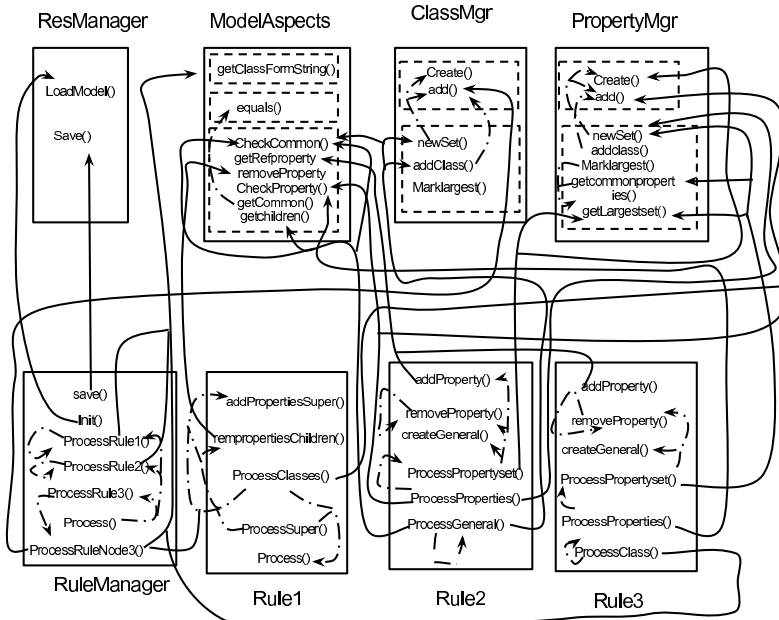 ResManager
ModelAspects
ClassMgr
PropertyMgr
LoadModel()
Save()
getClassFormString()
equals()
CheckCommon()
getRefproperty
removeProperty
CheckProperty()
getCommon()
getchildren()
Create()
add()
newSet()
addClass()
Marklargest()
Create()
add()
newSet()
addclass()
Marklargest()
getcommonpropert
ies()
getLargestset()
save()
Init()
ProcessRule1()
ProcessRule2()
ProcessRule3()
Process()
ProcessRuleNode3()
RuleManager
addPropertiesSuper()
rempropertiesChildren()
ProcessClasses()
ProcessSuper()
Process()
Rule1
addProperty()
removeProperty()
createGeneral()
ProcessPropertyset()
ProcessProperties()
ProcessGeneral()
Rule2
addProperty()
removeProperty()
createGeneral()
ProcessPropertyset()
ProcessProperties()
ProcessClass()
Rule3